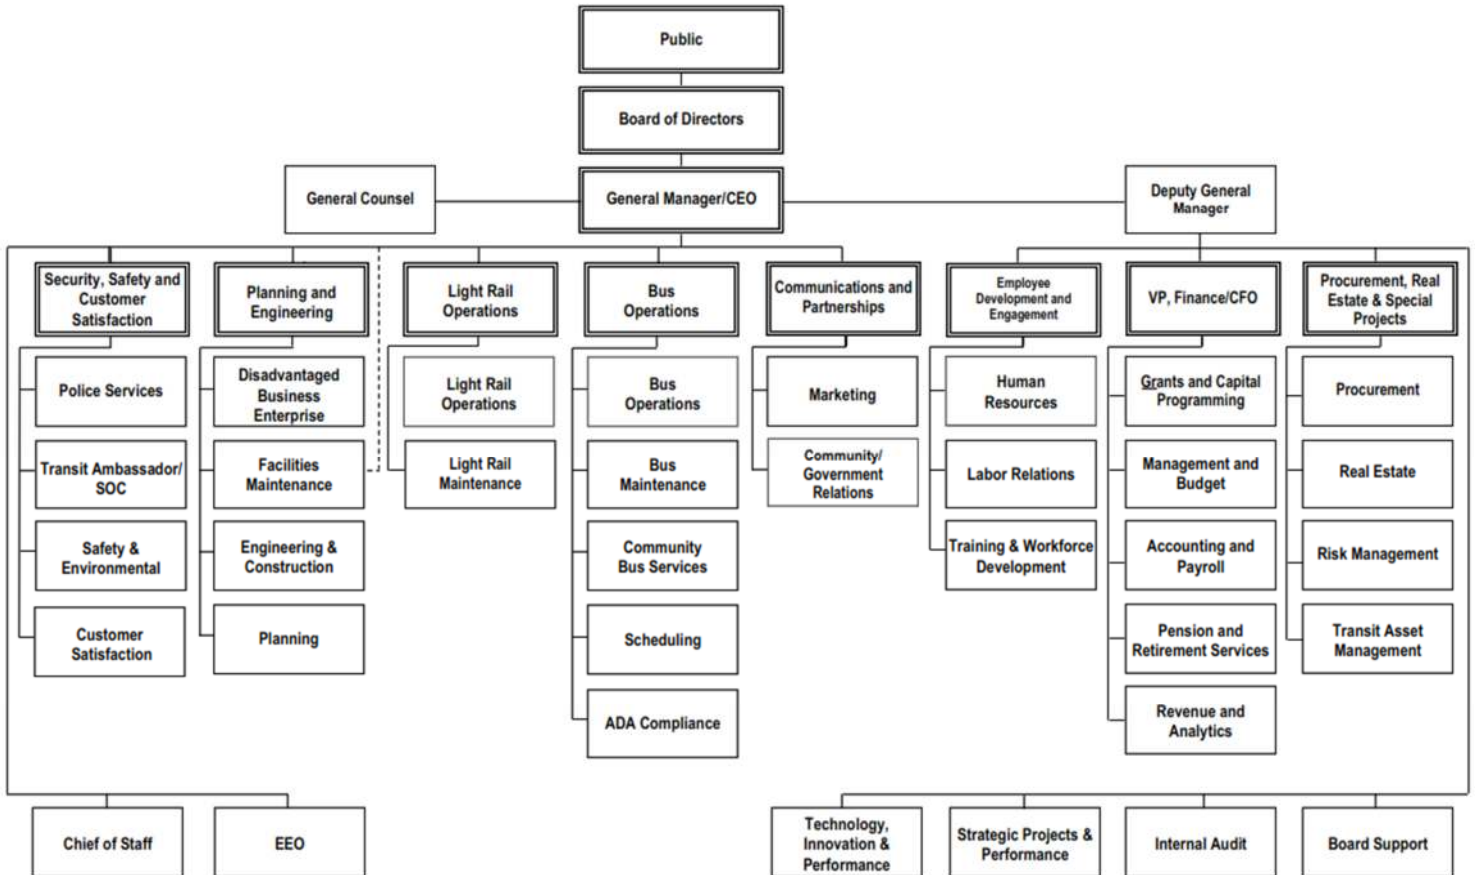 Public
Board of Directors
General Counsel
General Manager/CEO
Deputy General
Manager
Security, Safety and
Customer
Satisfaction
Planning and
Engineering
Light Rail
Operations
Bus
Operations
Communications and
Partnerships
Employee
Development and
Engagement
VP, Finance/CFO
Procurement, Real
Estate & Special
Projects
Police Services
Disadvantaged
Business
Enterprise
Light Rail
Operations
Bus
Operations
Marketing
Human
Resources
Grants and Capital
Programming
Procurement
Transit Ambassador/
SOC
Facilities
Maintenance
Light Rail
Maintenance
Bus
Maintenance
Community/
Government
Relations
Labor Relations
Management and
Budget
Real Estate
Safety &
Environmental
Engineering &
Construction
Community
Bus Services
Training & Workforce
Development
Accounting and
Payroll
Risk Management
Customer
Satisfaction
Planning
Scheduling
Pension and
Retirement Services
Transit Asset
Management
ADA Compliance
Revenue and
Analytics
Chief of Staff
EEO
Technology,
Innovation &
Performance
Strategic Projects &
Performance
Internal Audit
Board Support